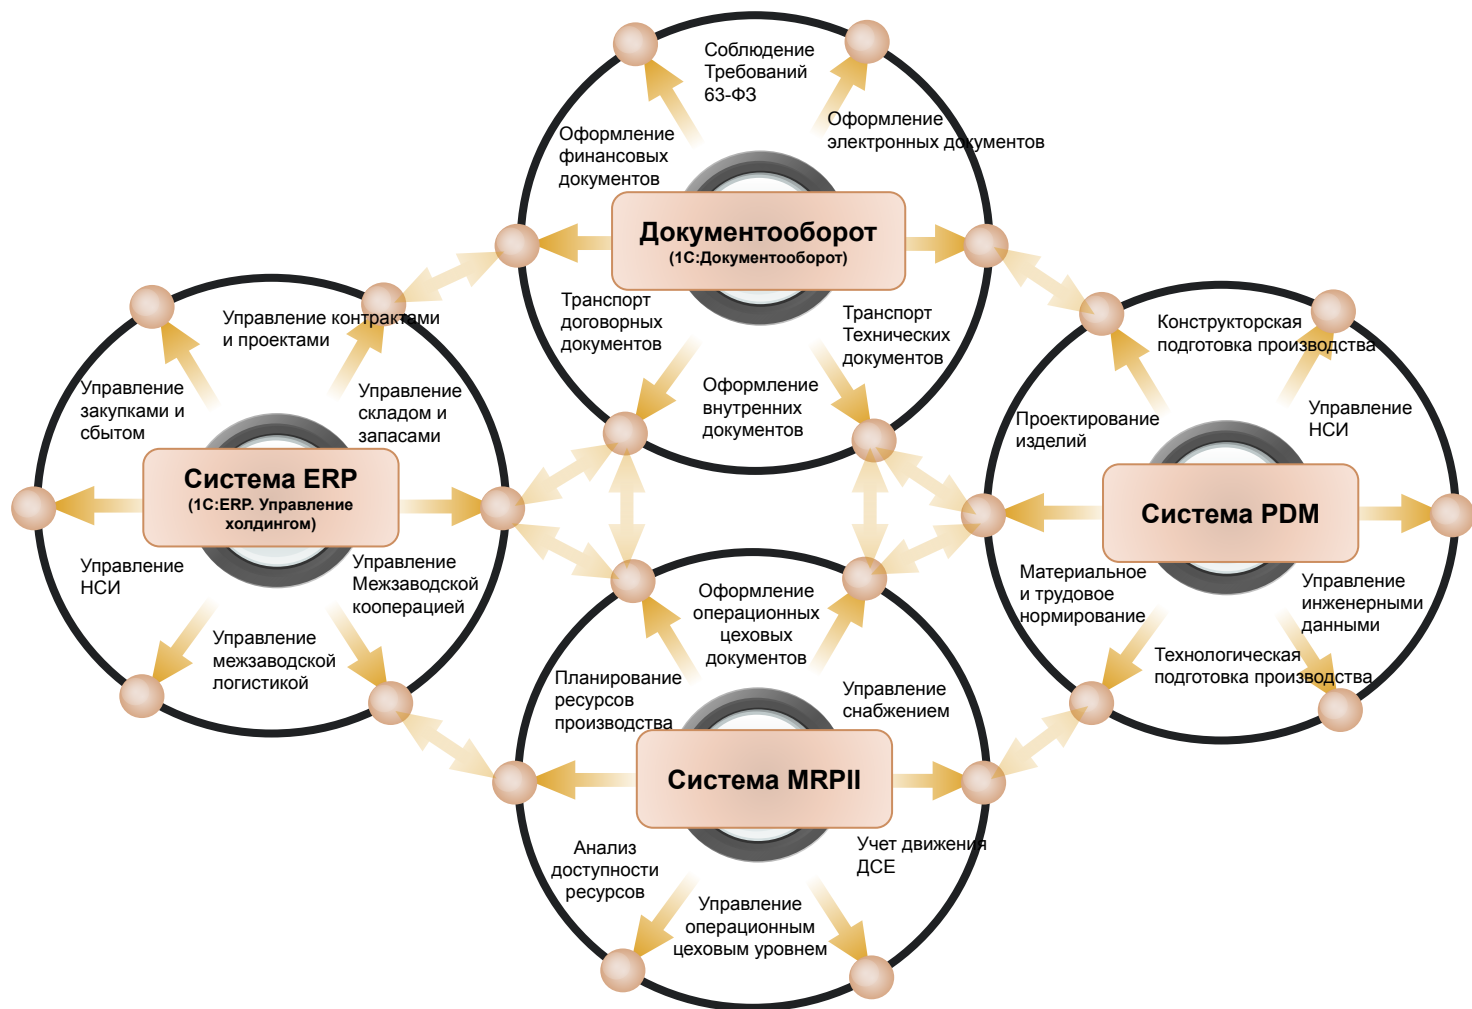 Соблюдение
Требований
63-ФЗ
Оформление
электронных документов
Оформление
финансовых
документов
Документооборот
(1С:Документооборот)
Транспорт
договорных
документов
Транспорт
Технических
документов
Оформление
внутренних
документов
Управление контрактами
и проектами
Управление
закупками и
сбытом
Управление
складом и
запасами
Система ERP
(1С:ERP. Управление
холдингом)
Управление
НСИ
Управление
Межзаводской
кооперацией
Управление
межзаводской
логистикой
Конструкторская
подготовка производства
Проектирование
изделий
Управление
НСИ
Система PDM
Материальное
и трудовое
нормирование
Управление
инженерными
данными
Технологическая
подготовка производства
Оформление
операционных
цеховых
документов
Планирование
ресурсов
производства
Управление
снабжением
Система MRPII
Анализ
доступности
ресурсов
Учет движения
ДСЕ
Управление
операционным
цеховым уровнем